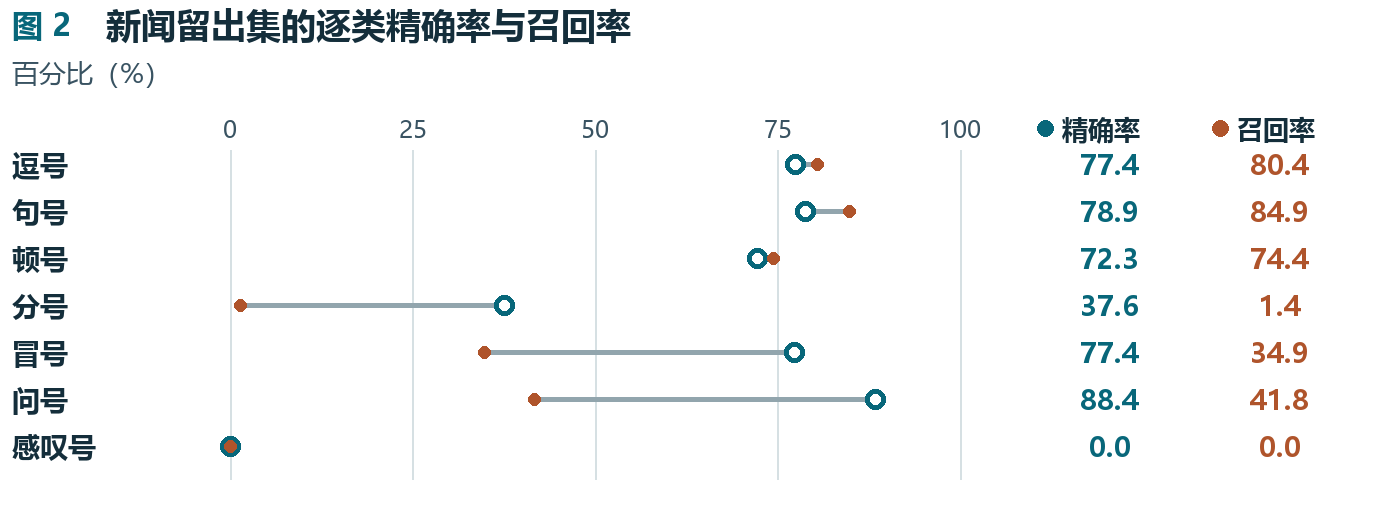 图 2 新闻留出集的逐类精确率与召回率
百分比（%）
0 25 50 75 100 精确率 召回率
逗号 77.4 80.4
句号 78.9 84.9
顿号 72.3 74.4
分号 37.6 1.4
冒号 77.4 34.9
问号 88.4 41.8
感叹号 0.0 0.0